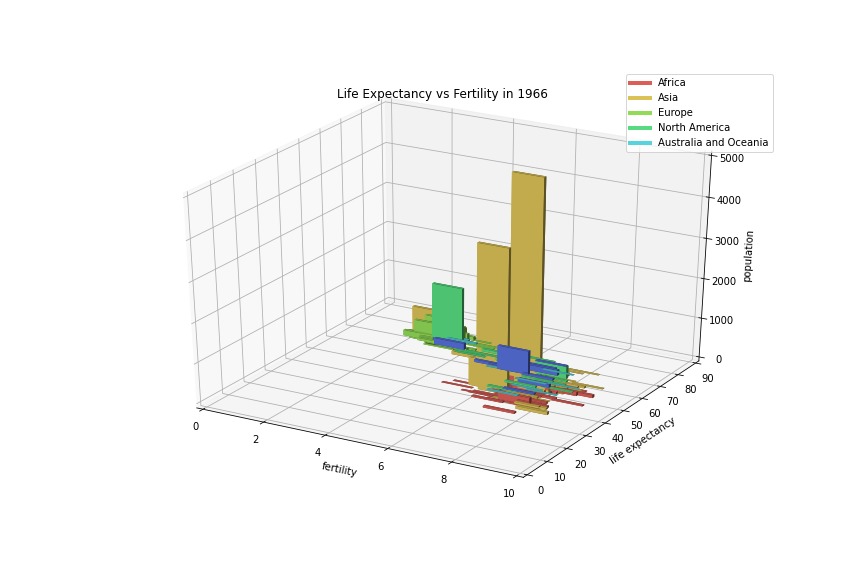 Life Expectancy vs Fertility in 1966
Africa
Asia
Europe
North America
Australia and Oceania
5000
4000
3000
2000
1000
0
population
90
80
70
60
50
40
30
20
10
0
life expectancy
0
2
4
6
8
10
fertility